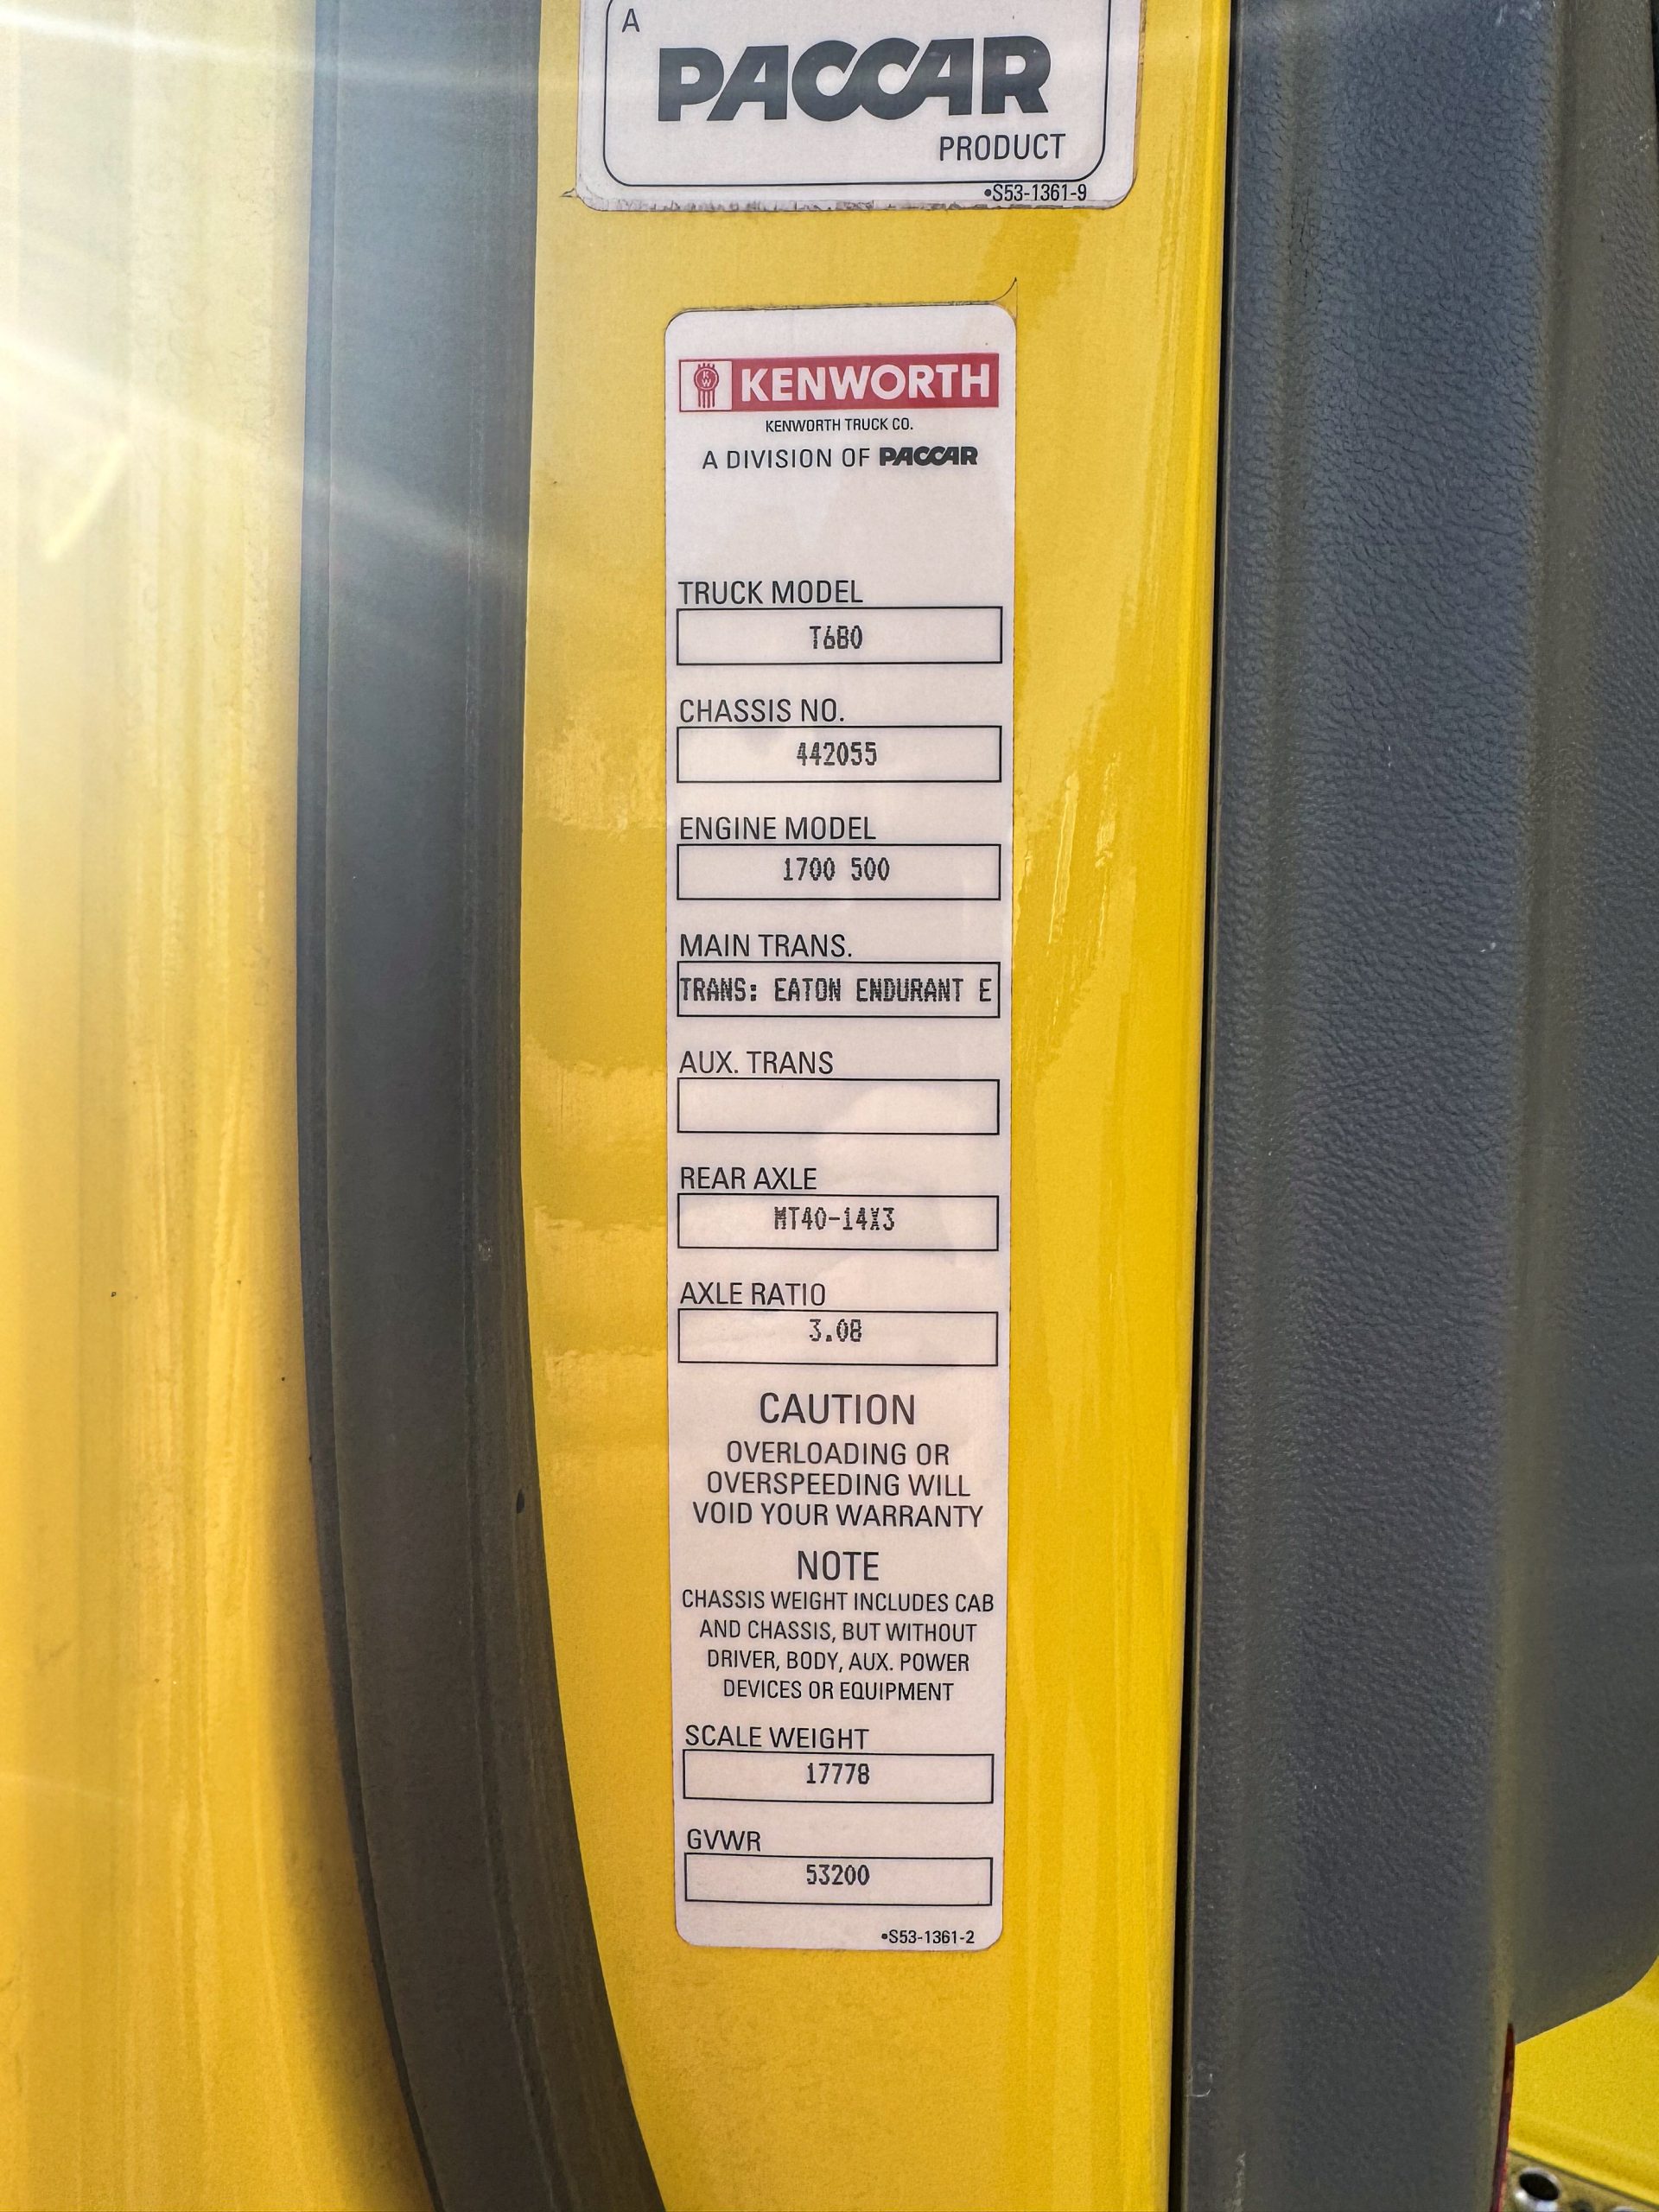 A
PACCAR
PRODUCT
•S53-1361-9
KW
KENWORTH
KENWORTH TRUCK CO.
A DIVISION OF PACCAR
TRUCK MODEL
T680
CHASSIS NO.
442055
ENGINE MODEL
1700 500
MAIN TRANS.
TRANS: EATON ENDURANT E
AUX. TRANS
REAR AXLE
MT40-14X3
AXLE RATIO
3.08
CAUTION
OVERLOADING OR
OVERSPEEDING WILL
VOID YOUR WARRANTY
NOTE
CHASSIS WEIGHT INCLUDES CAB
AND CHASSIS, BUT WITHOUT
DRIVER, BODY, AUX. POWER
DEVICES OR EQUIPMENT
SCALE WEIGHT
17778
GVWR
53200
•S53-1361-2